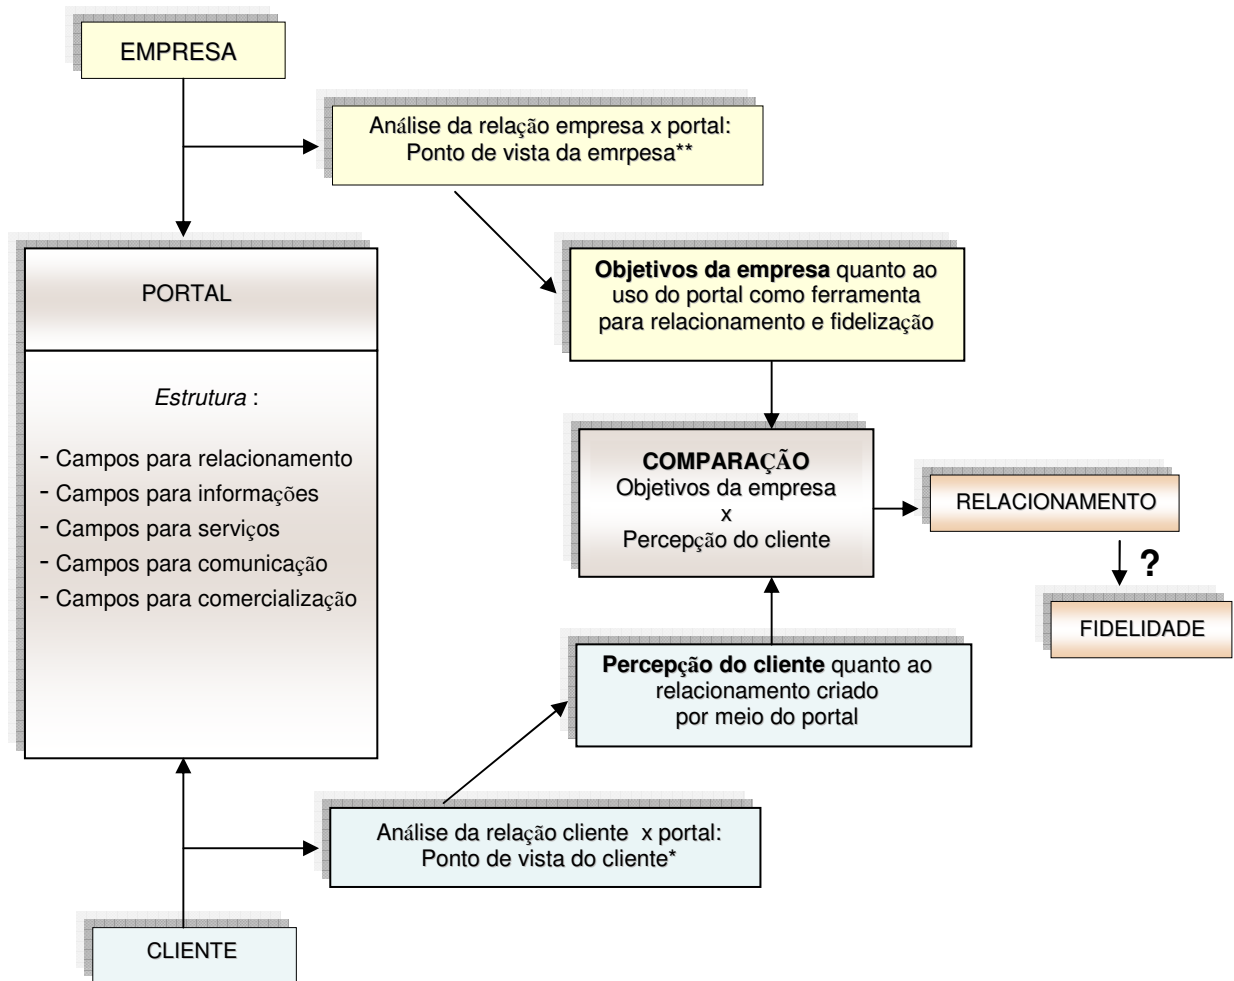 EMPRESA
Análise da relação empresa x portal:
Ponto de vista da emrpesa**
PORTAL
Estrutura :
- Campos para relacionamento
- Campos para informações
- Campos para serviços
- Campos para comunicação
- Campos para comercialização
Objetivos da empresa quanto ao
uso do portal como ferramenta
para relacionamento e fidelização
COMPARAÇÃO
Objetivos da empresa
x
Percepção do cliente
RELACIONAMENTO
?
FIDELIDADE
Percepção do cliente quanto ao
relacionamento criado
por meio do portal
Análise da relação cliente x portal:
Ponto de vista do cliente*
CLIENTE